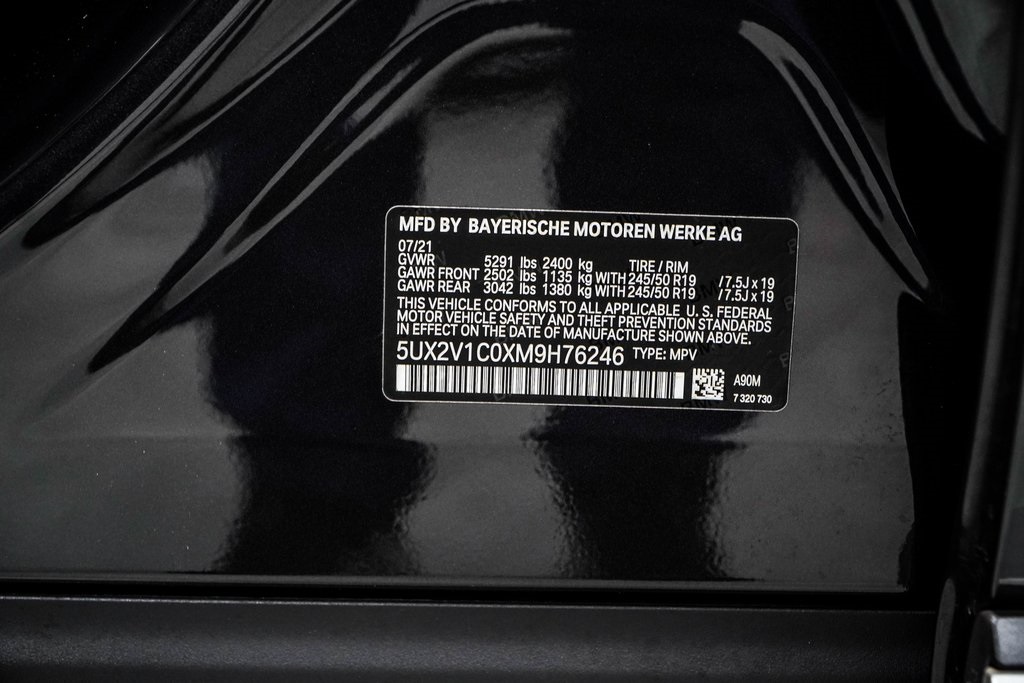 MFD BY BAYERISCHE MOTOREN WERKE AG
07/21
GVWR 5291 lbs 2400 kg TIRE / RIM
GAWR FRONT 2502 lbs 1135 kg WITH 245/50 R19 /7.5J x 19
GAWR REAR 3042 lbs 1380 kg WITH 245/50 R19 /7.5J x 19
THIS VEHICLE CONFORMS TO ALL APPLICABLE U. S. FEDERAL
MOTOR VEHICLE SAFETY AND THEFT PREVENTION STANDARDS
IN EFFECT ON THE DATE OF MANUFACTURE SHOWN ABOVE.
5UX2V1C0XM9H76246 TYPE: MPV
A90M
7 320 730